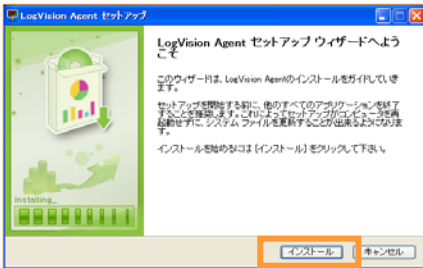 LogVision Agent セットアップ
LogVision Agent セットアップ ウィザードへよう
こそ
このウィザードは、LogVision Agentのインストールをガイドしていき
ます。
セットアップを開始する前に、他のすべてのアプリケーションを終了
することを推奨します。これによってセットアップがコンピュータを再
起動せずに、システム ファイルを更新することが出来るようになりま
す。
インストールを始めるには [インストール] をクリックして下さい。
Installing...
インストール
キャンセル